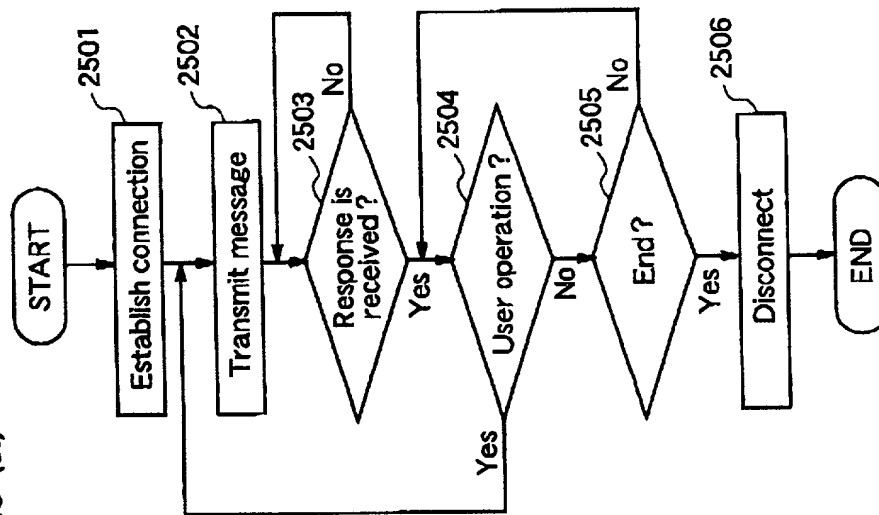 START
2501
Establish connection
2502
Transmit message
2503
Response is
received?
No
Yes
2504
User operation?
Yes
No
2505
End?
No
Yes
2506
Disconnect
END